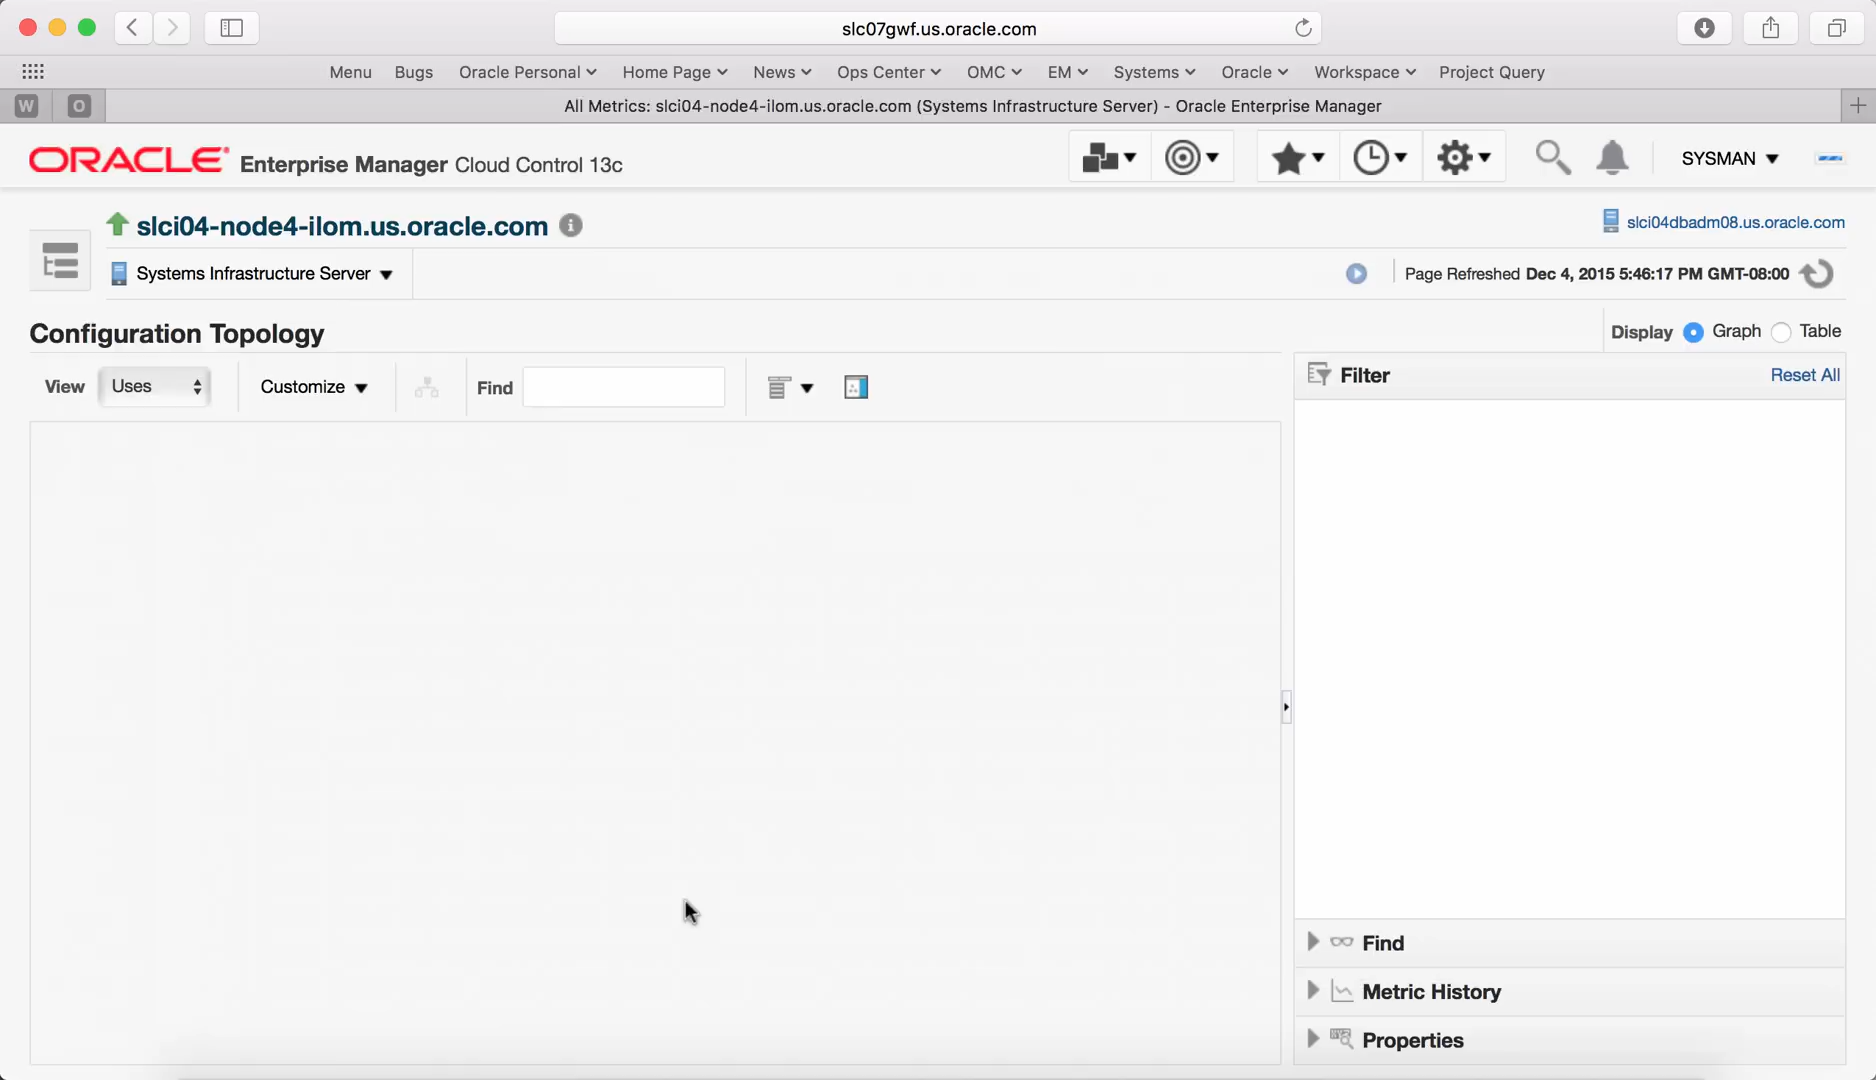 slc07gwf.us.oracle.com
Menu Bugs Oracle Personal Home Page News Ops Center OMC EM Systems Oracle Workspace Project Query
W O All Metrics: slci04-node4-ilom.us.oracle.com (Systems Infrastructure Server) - Oracle Enterprise Manager
ORACLE Enterprise Manager Cloud Control 13c SYSMAN
slci04-node4-ilom.us.oracle.com slci04dbadm08.us.oracle.com
Systems Infrastructure Server Page Refreshed Dec 4, 2015 5:46:17 PM GMT-08:00
Configuration Topology Display Graph Table
View Uses Customize Find Filter Reset All
Find
Metric History
Properties